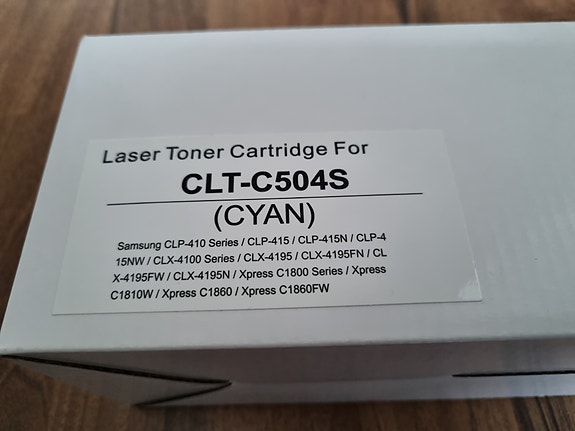 Laser Toner Cartridge For
CLT-C504S
(CYAN)
Samsung CLP-410 Series / CLP-415 / CLP-415N / CLP-4
15NW / CLX-4100 Series / CLX-4195 / CLX-4195FN / CL
X-4195FW / CLX-4195N / Xpress C1800 Series / Xpress
C1810W / Xpress C1860 / Xpress C1860FW